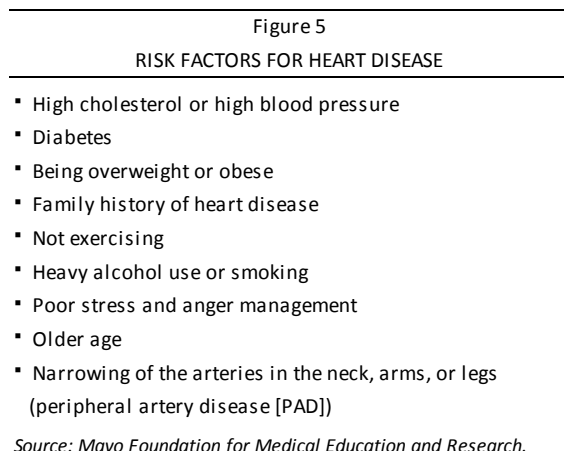 Figure 5
RISK FACTORS FOR HEART DISEASE
▪ High cholesterol or high blood pressure
▪ Diabetes
▪ Being overweight or obese
▪ Family history of heart disease
▪ Not exercising
▪ Heavy alcohol use or smoking
▪ Poor stress and anger management
▪ Older age
▪ Narrowing of the arteries in the neck, arms, or legs
(peripheral artery disease [PAD])
Source: Mayo Foundation for Medical Education and Research.